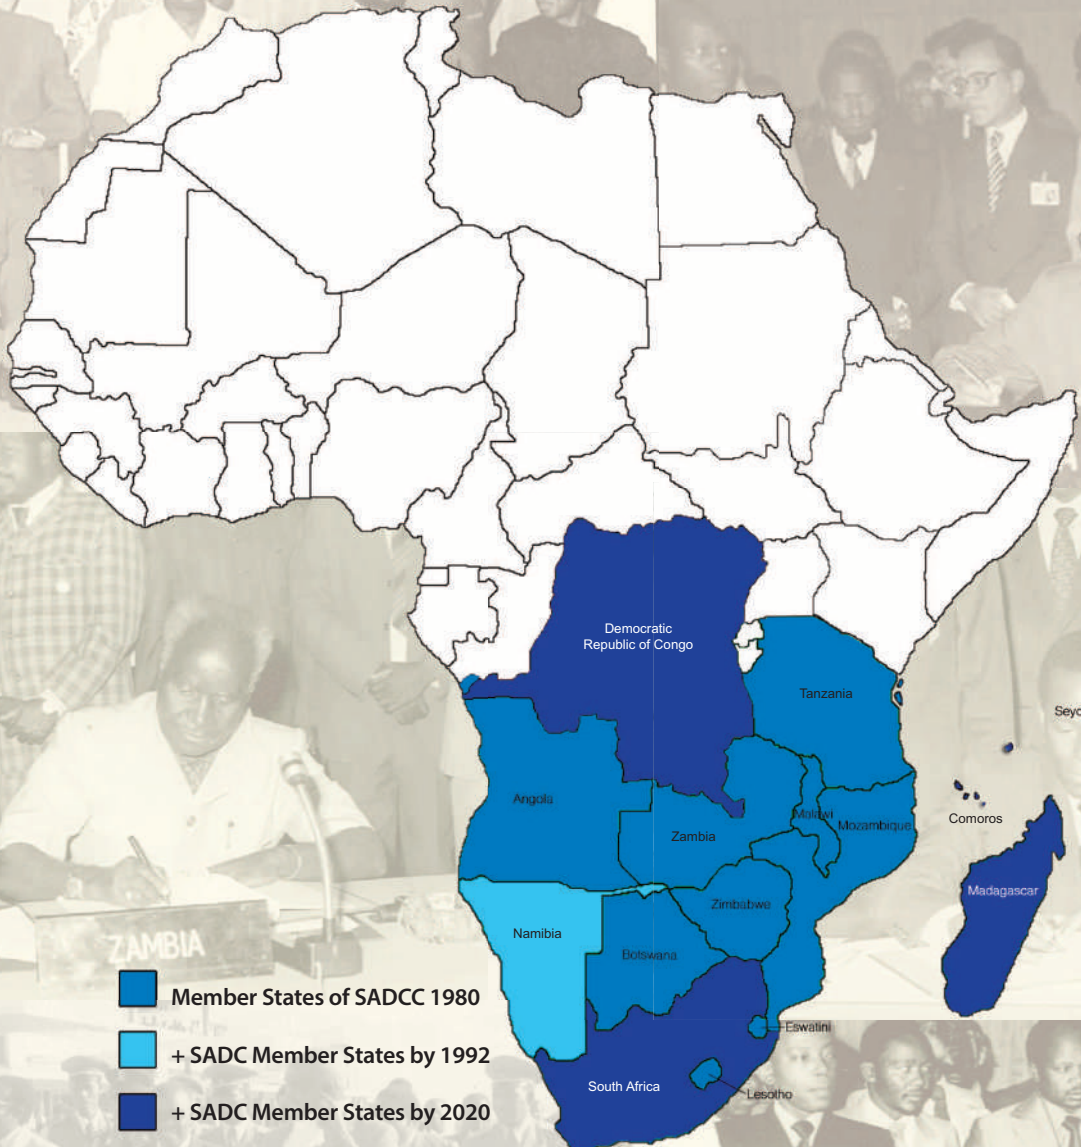 Democratic
Republic of Congo
Tanzania
Seyc
Angola
Malawi
Mozambique
Zambia
Comoros
Madagascar
Zimbabwe
Namibia
Botswana
ZAMBIA
Member States of SADCC 1980
+ SADC Member States by 1992
+ SADC Member States by 2020
Eswatini
South Africa
Lesotho